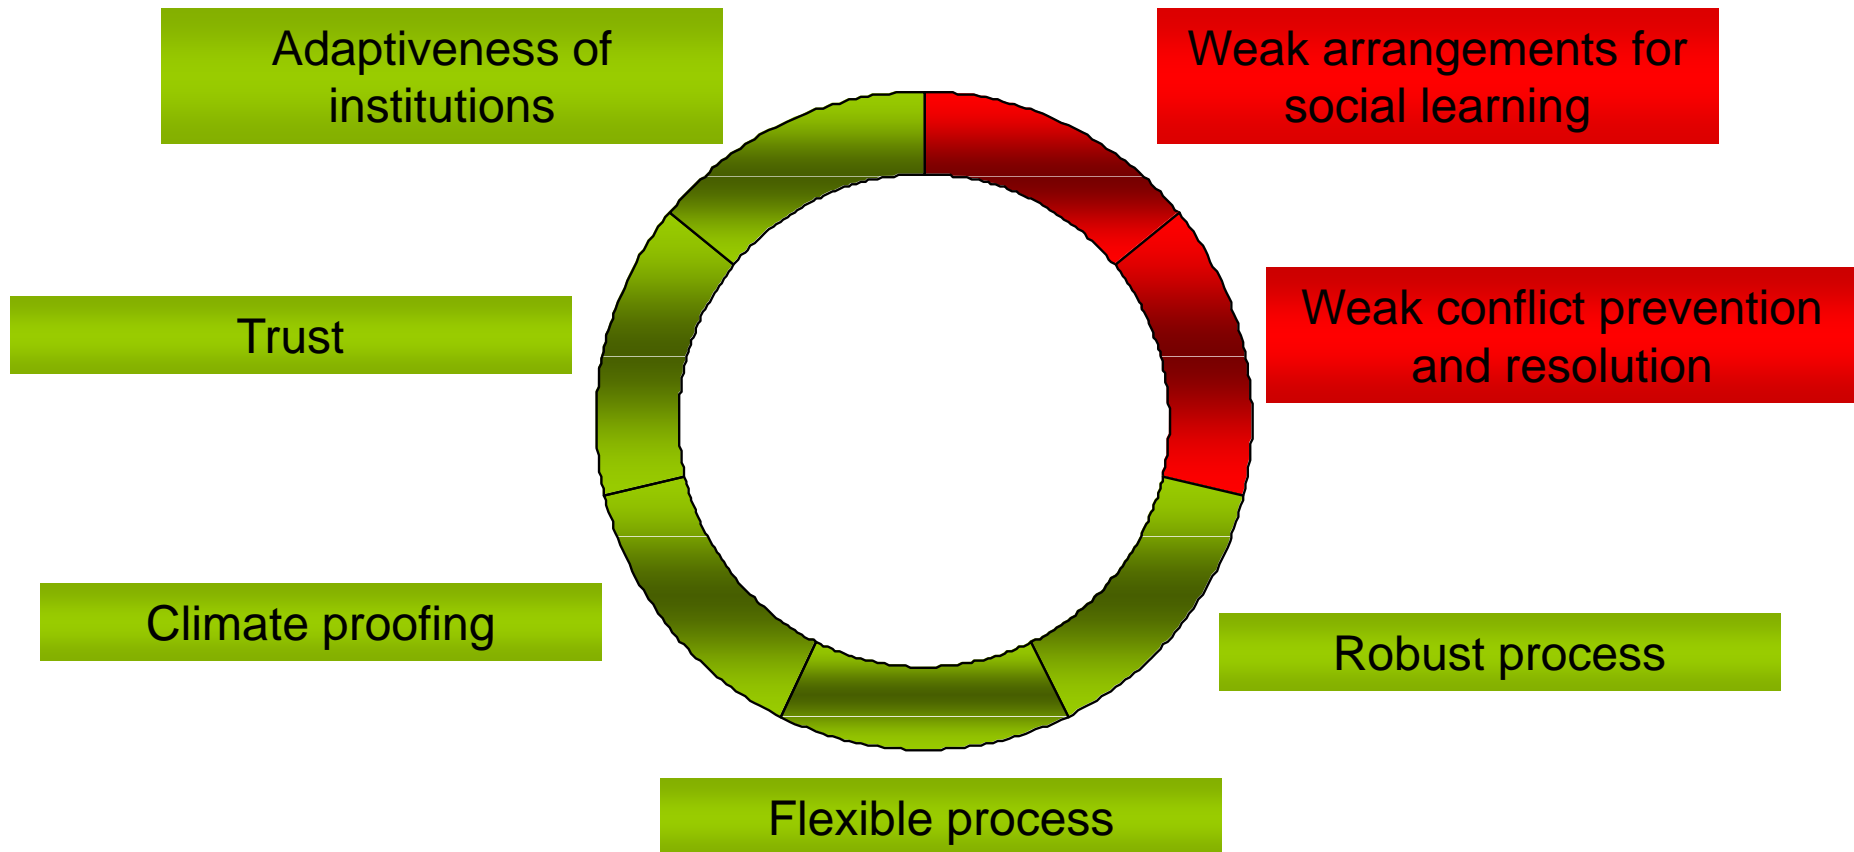 Adaptiveness of
institutions
Weak arrangements for
social learning
Trust
Weak conflict prevention
and resolution
Climate proofing
Robust process
Flexible process